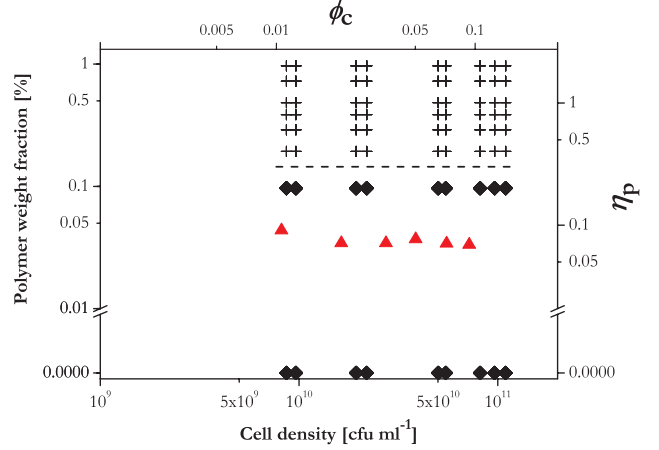 ϕc
0.005 0.01 0.05 0.1
1
0.5
0.1
0.05
0.01
0.0000
Polymer weight fraction [%]
1
0.5
0.1
0.05
0.0000
ηp
10⁹ 5x10⁹ 10¹⁰ 5x10¹⁰ 10¹¹
Cell density [cfu ml⁻¹]